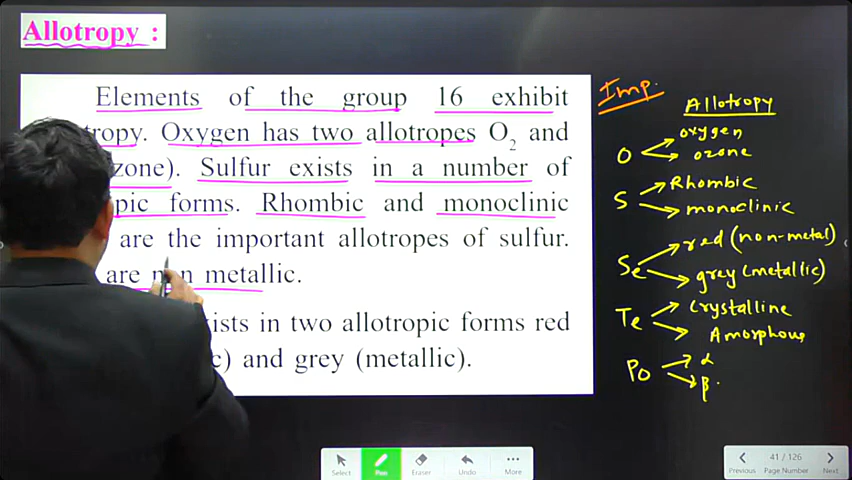 Allotropy :
Elements of the group 16 exhibit
tropy. Oxygen has two allotropes O₂ and
zone). Sulfur exists in a number of
pic forms. Rhombic and monoclinic
are the important allotropes of sulfur.
are non metallic.
ists in two allotropic forms red
c) and grey (metallic).
Imp.
Allotropy
O
oxygen
ozone
S
Rhombic
monoclinic
Se
red (non-metal)
grey (metallic)
Te
Crystalline
Amorphous
Po
α
β.
Select
Pen
Eraser
Undo
More
Previous
41 / 126
Page Number
Next